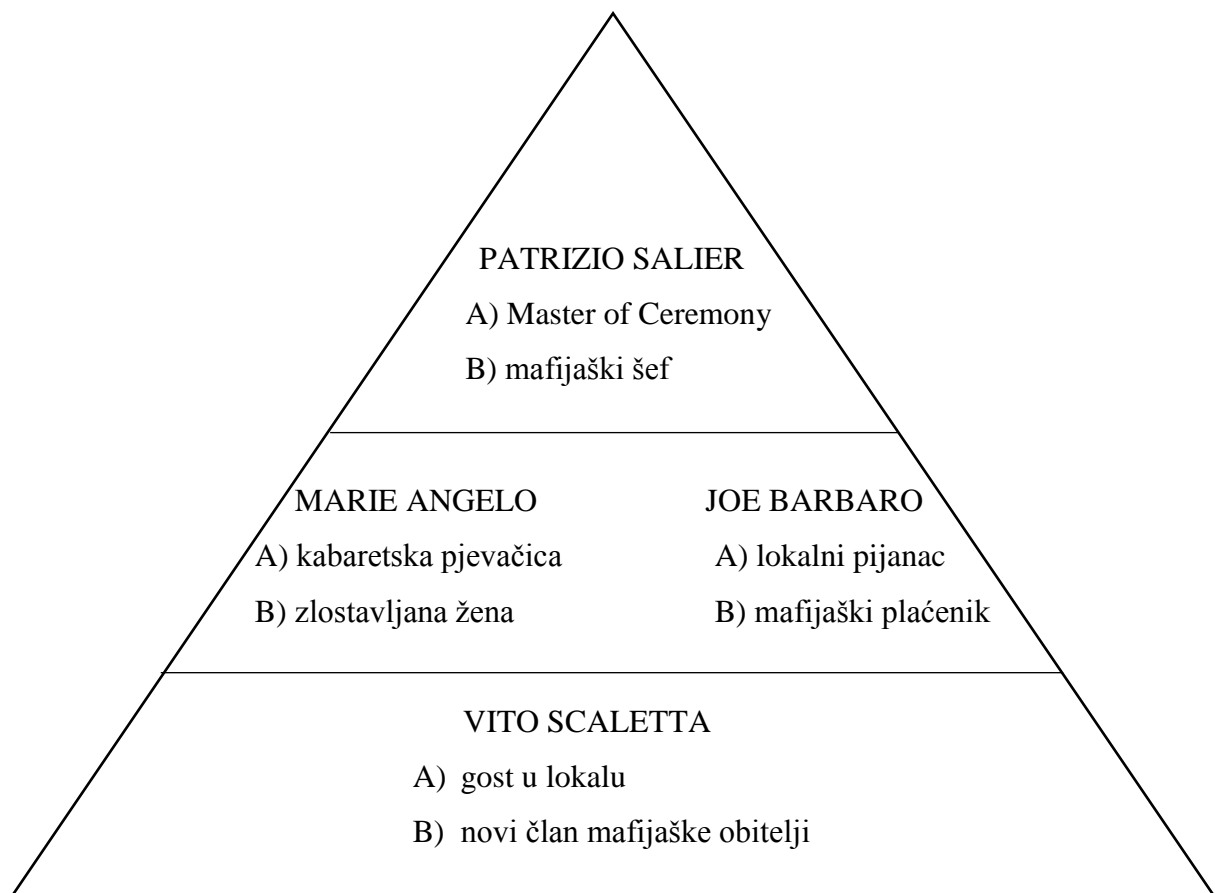 PATRIZIO SALIER
A) Master of Ceremony
B) mafijaški šef
MARIE ANGELO
A) kabaretska pjevačica
B) zlostavljana žena
JOE BARBARO
A) lokalni pijanac
B) mafijaški plaćenik
VITO SCALETTA
A) gost u lokalu
B) novi član mafijaške obitelji